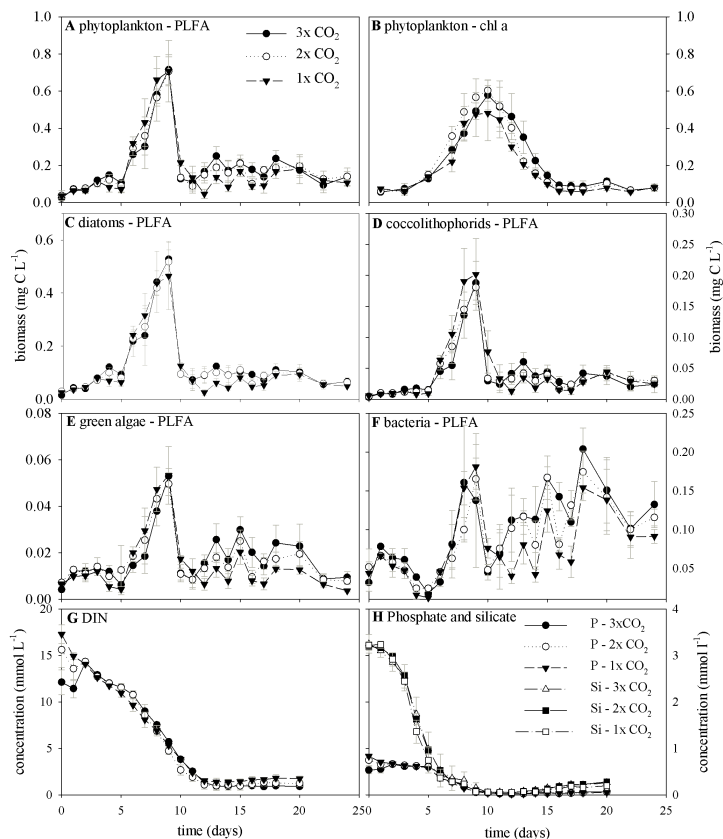 A phytoplankton - PLFA
3x CO2
2x CO2
1x CO2
1.0
0.8
0.6
0.4
0.2
0.0
B phytoplankton - chl a
1.0
0.8
0.6
0.4
0.2
0.0
C diatoms - PLFA
0.6
0.4
0.2
0.0
biomass (mg C L-1)
D coccolithophorids - PLFA
0.30
0.25
0.20
0.15
0.10
0.05
0.00
biomass (mg C L-1)
E green algae - PLFA
0.08
0.06
0.04
0.02
0.00
F bacteria - PLFA
0.25
0.20
0.15
0.10
0.05
G DIN
20
15
10
5
0
concentration (mmol L-1)
0
5
10
15
20
25
time (days)
H Phosphate and silicate
P - 3xCO2
P - 2x CO2
P - 1x CO2
Si - 3x CO2
Si - 2x CO2
Si - 1x CO2
4
3
2
1
0
concentration (mmol l-1)
0
5
10
15
20
25
time (days)